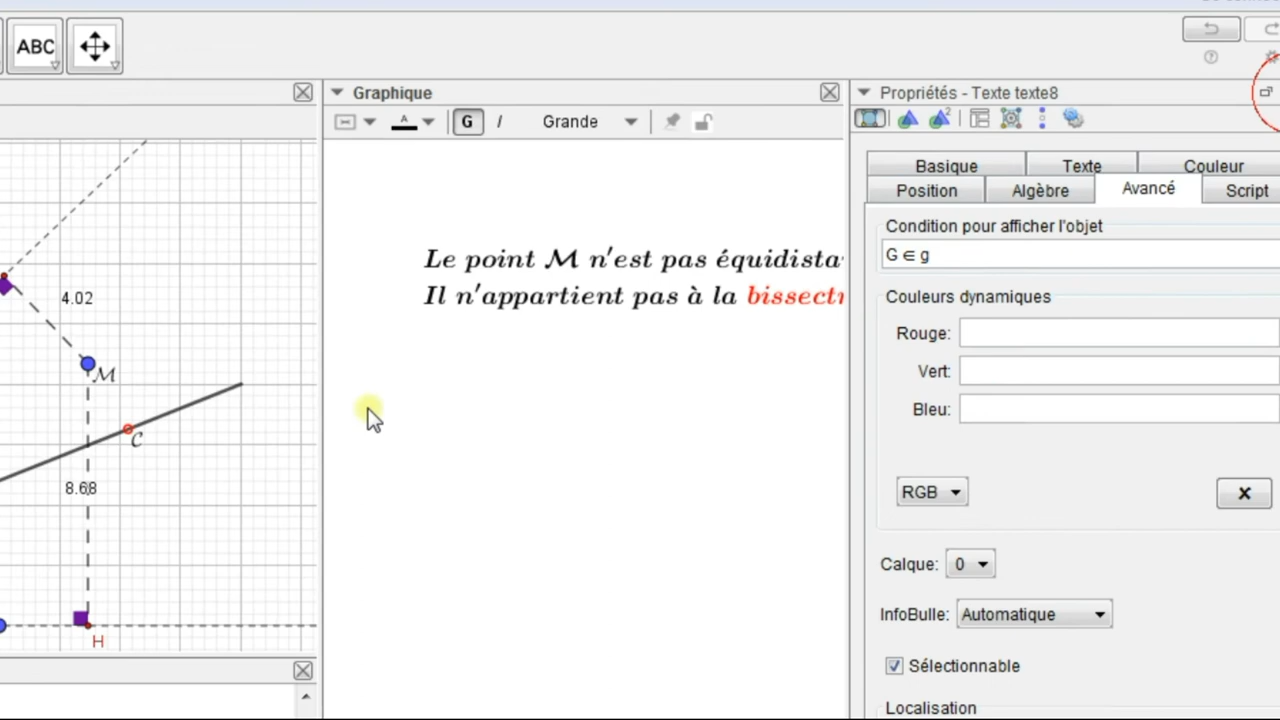 ABC
Graphique
Propriétés - Texte texte8
G I Grande
Basique Texte Couleur
Position Algèbre Avancé Script
Condition pour afficher l'objet
G ∈ g
Couleurs dynamiques
Rouge:
Vert:
Bleu:
RGB
Calque: 0
InfoBulle: Automatique
Sélectionnable
Localisation
Le point M n'est pas équidista
Il n'appartient pas à la bissect
4.02
M
C
8.68
H